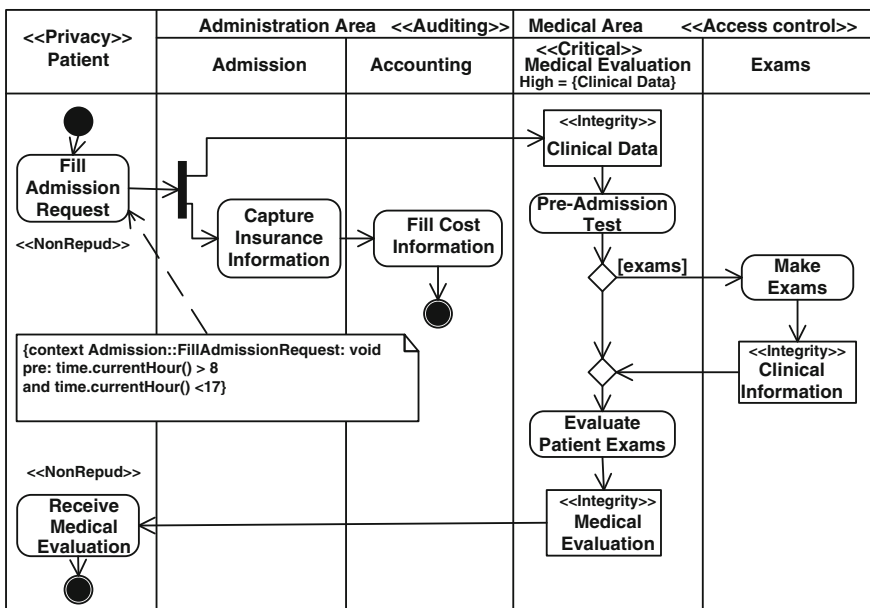 <<Privacy>>
Patient
Administration Area <<Auditing>>
Admission
Accounting
Medical Area <<Access control>>
<<Critical>>
Medical Evaluation
High = {Clinical Data}
Exams
Fill
Admission
Request
<<NonRepud>>
Capture
Insurance
Information
Fill Cost
Information
<<Integrity>>
Clinical Data
Pre-Admission
Test
[exams]
Make
Exams
<<Integrity>>
Clinical
Information
{context Admission::FillAdmissionRequest: void
pre: time.currentHour() > 8
and time.currentHour() <17}
Evaluate
Patient Exams
<<Integrity>>
Medical
Evaluation
<<NonRepud>>
Receive
Medical
Evaluation